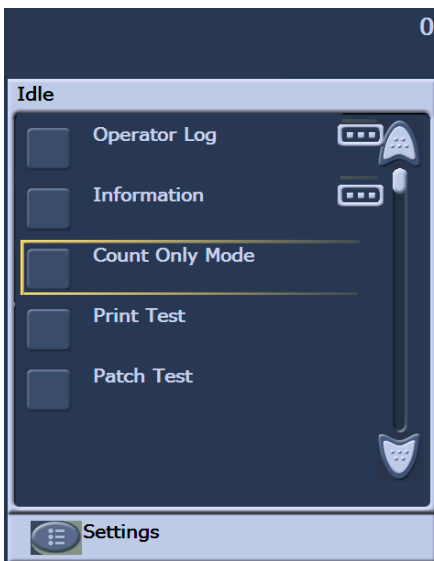 0
Idle
Operator Log
Information
Count Only Mode
Print Test
Patch Test
Settings